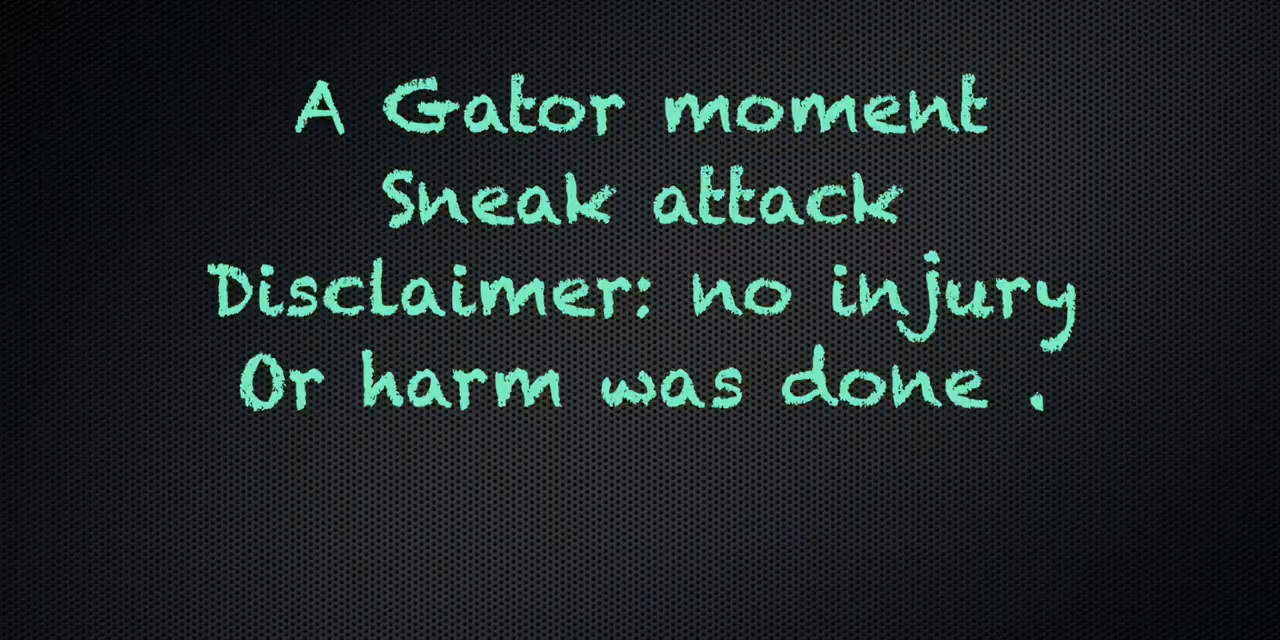 A Gator moment
Sneak attack
Disclaimer: no injury
Or harm was done .